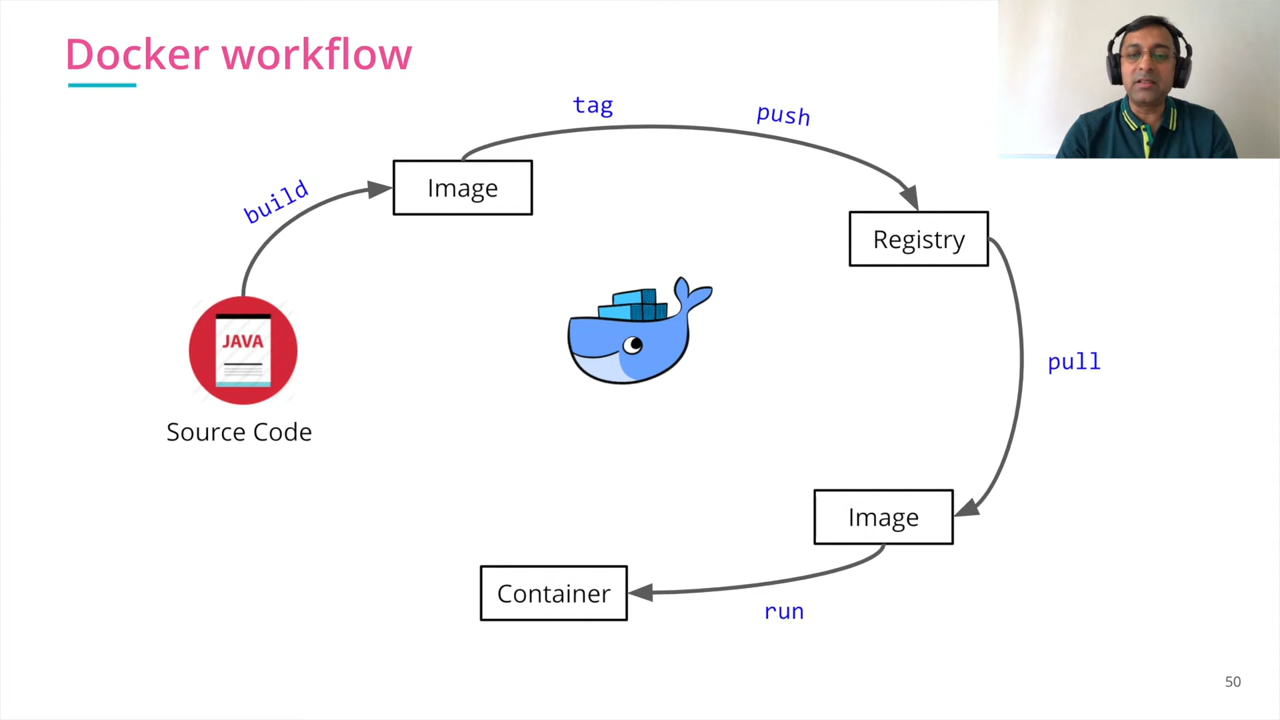 Docker workflow
tag
push
build
Image
Registry
JAVA
Source Code
pull
Image
Container
run
50